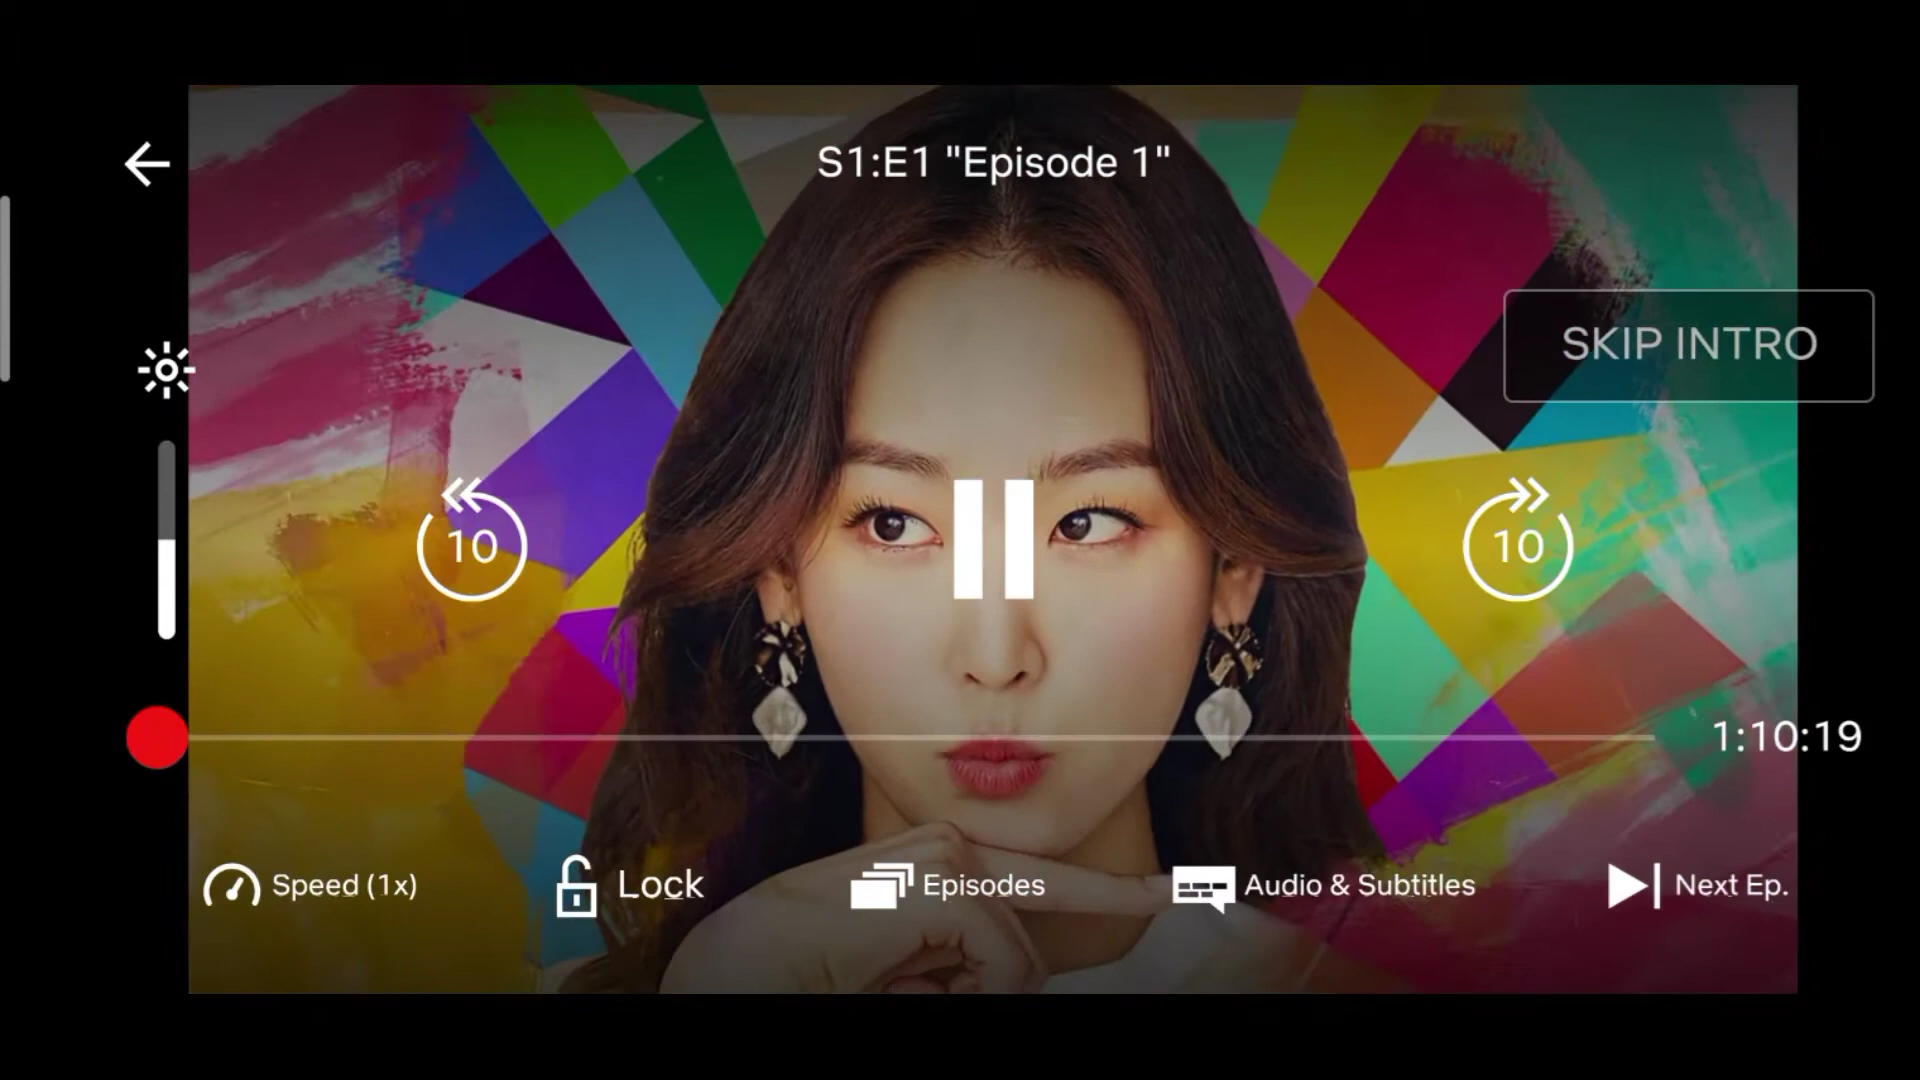 S1:E1 "Episode 1"
SKIP INTRO
10
10
1:10:19
Speed (1x)
Lock
Episodes
Audio & Subtitles
Next Ep.